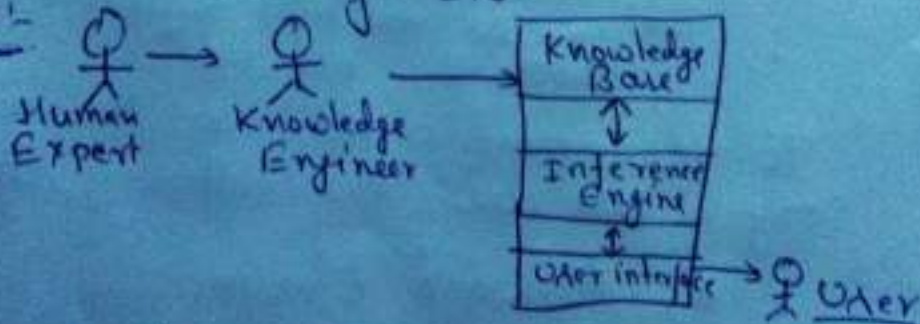 Human
Expert
Knowledge
Engineer
Knowledge
Base
Inference
Engine
User interface
User